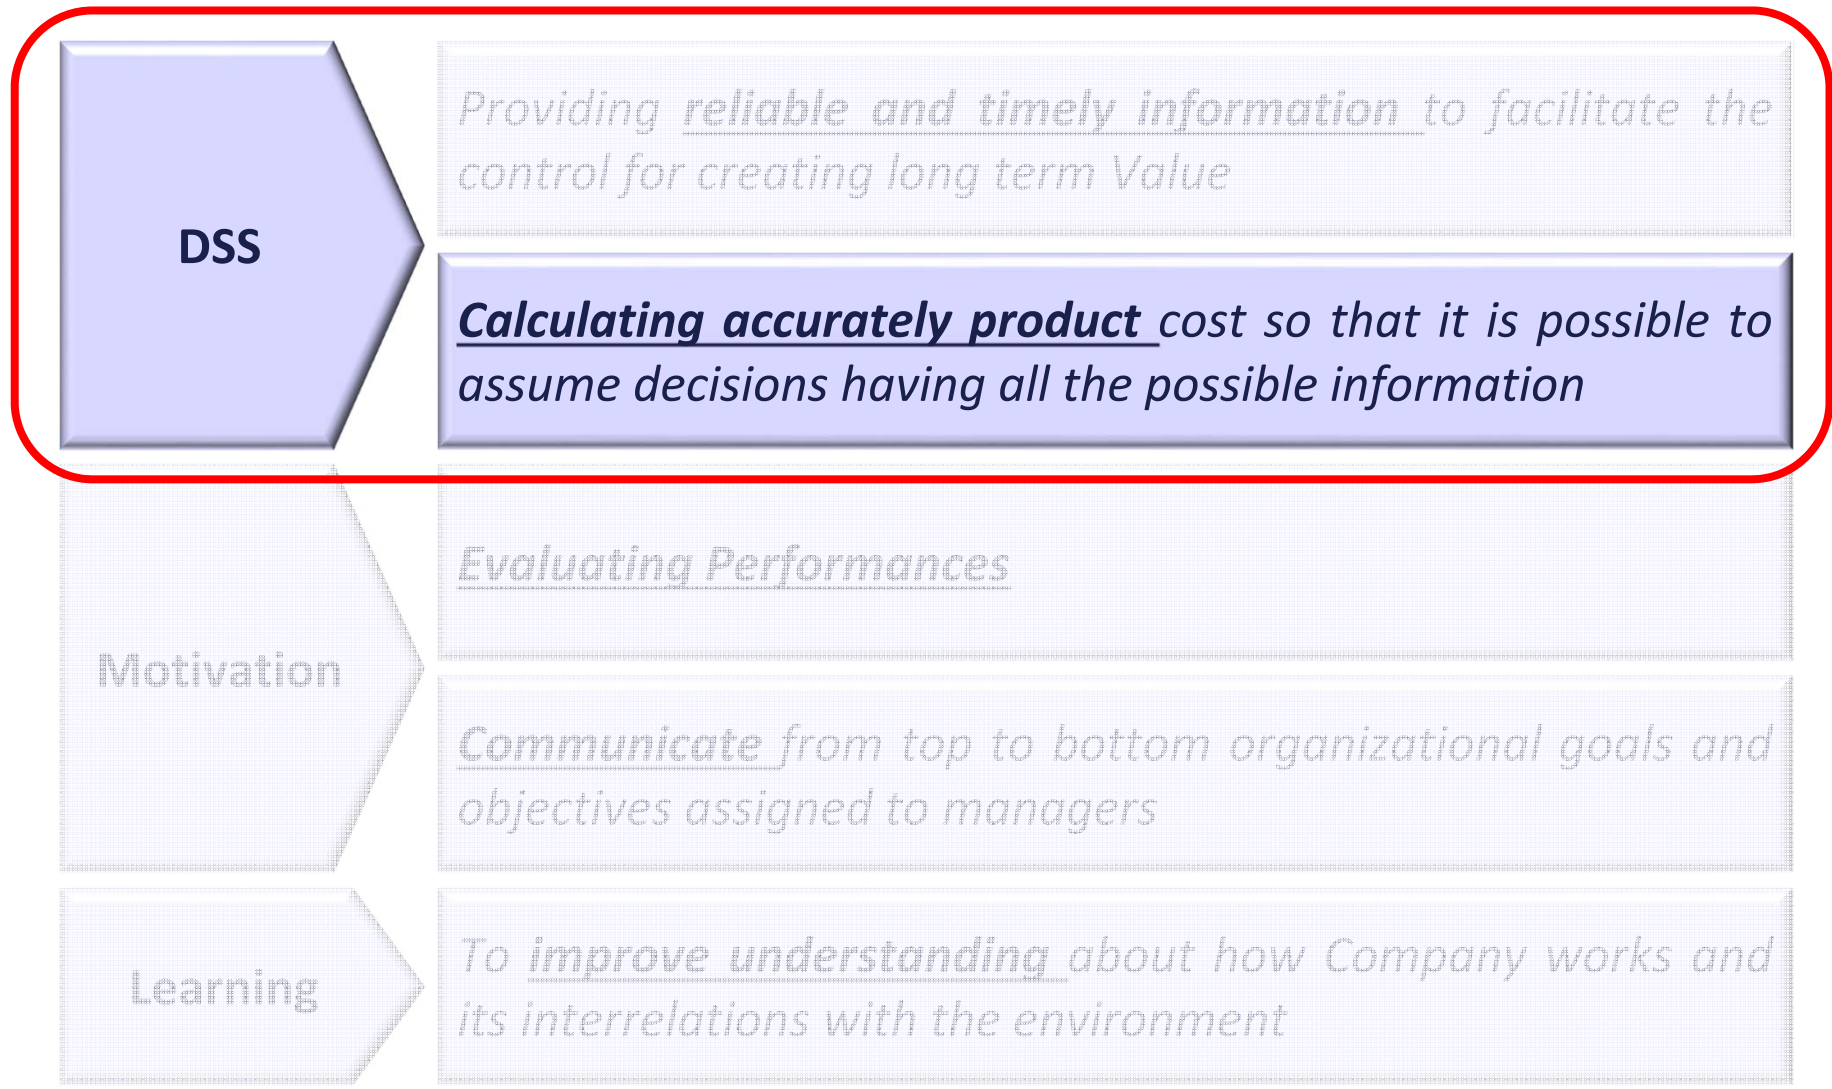 DSS
Providing reliable and timely information to facilitate the
control for creating long term Value
Calculating accurately product cost so that it is possible to
assume decisions having all the possible information
Motivation
Evaluating Performances
Communicate from top to bottom organizational goals and
objectives assigned to managers
Learning
To improve understanding about how Company works and
its interrelations with the environment